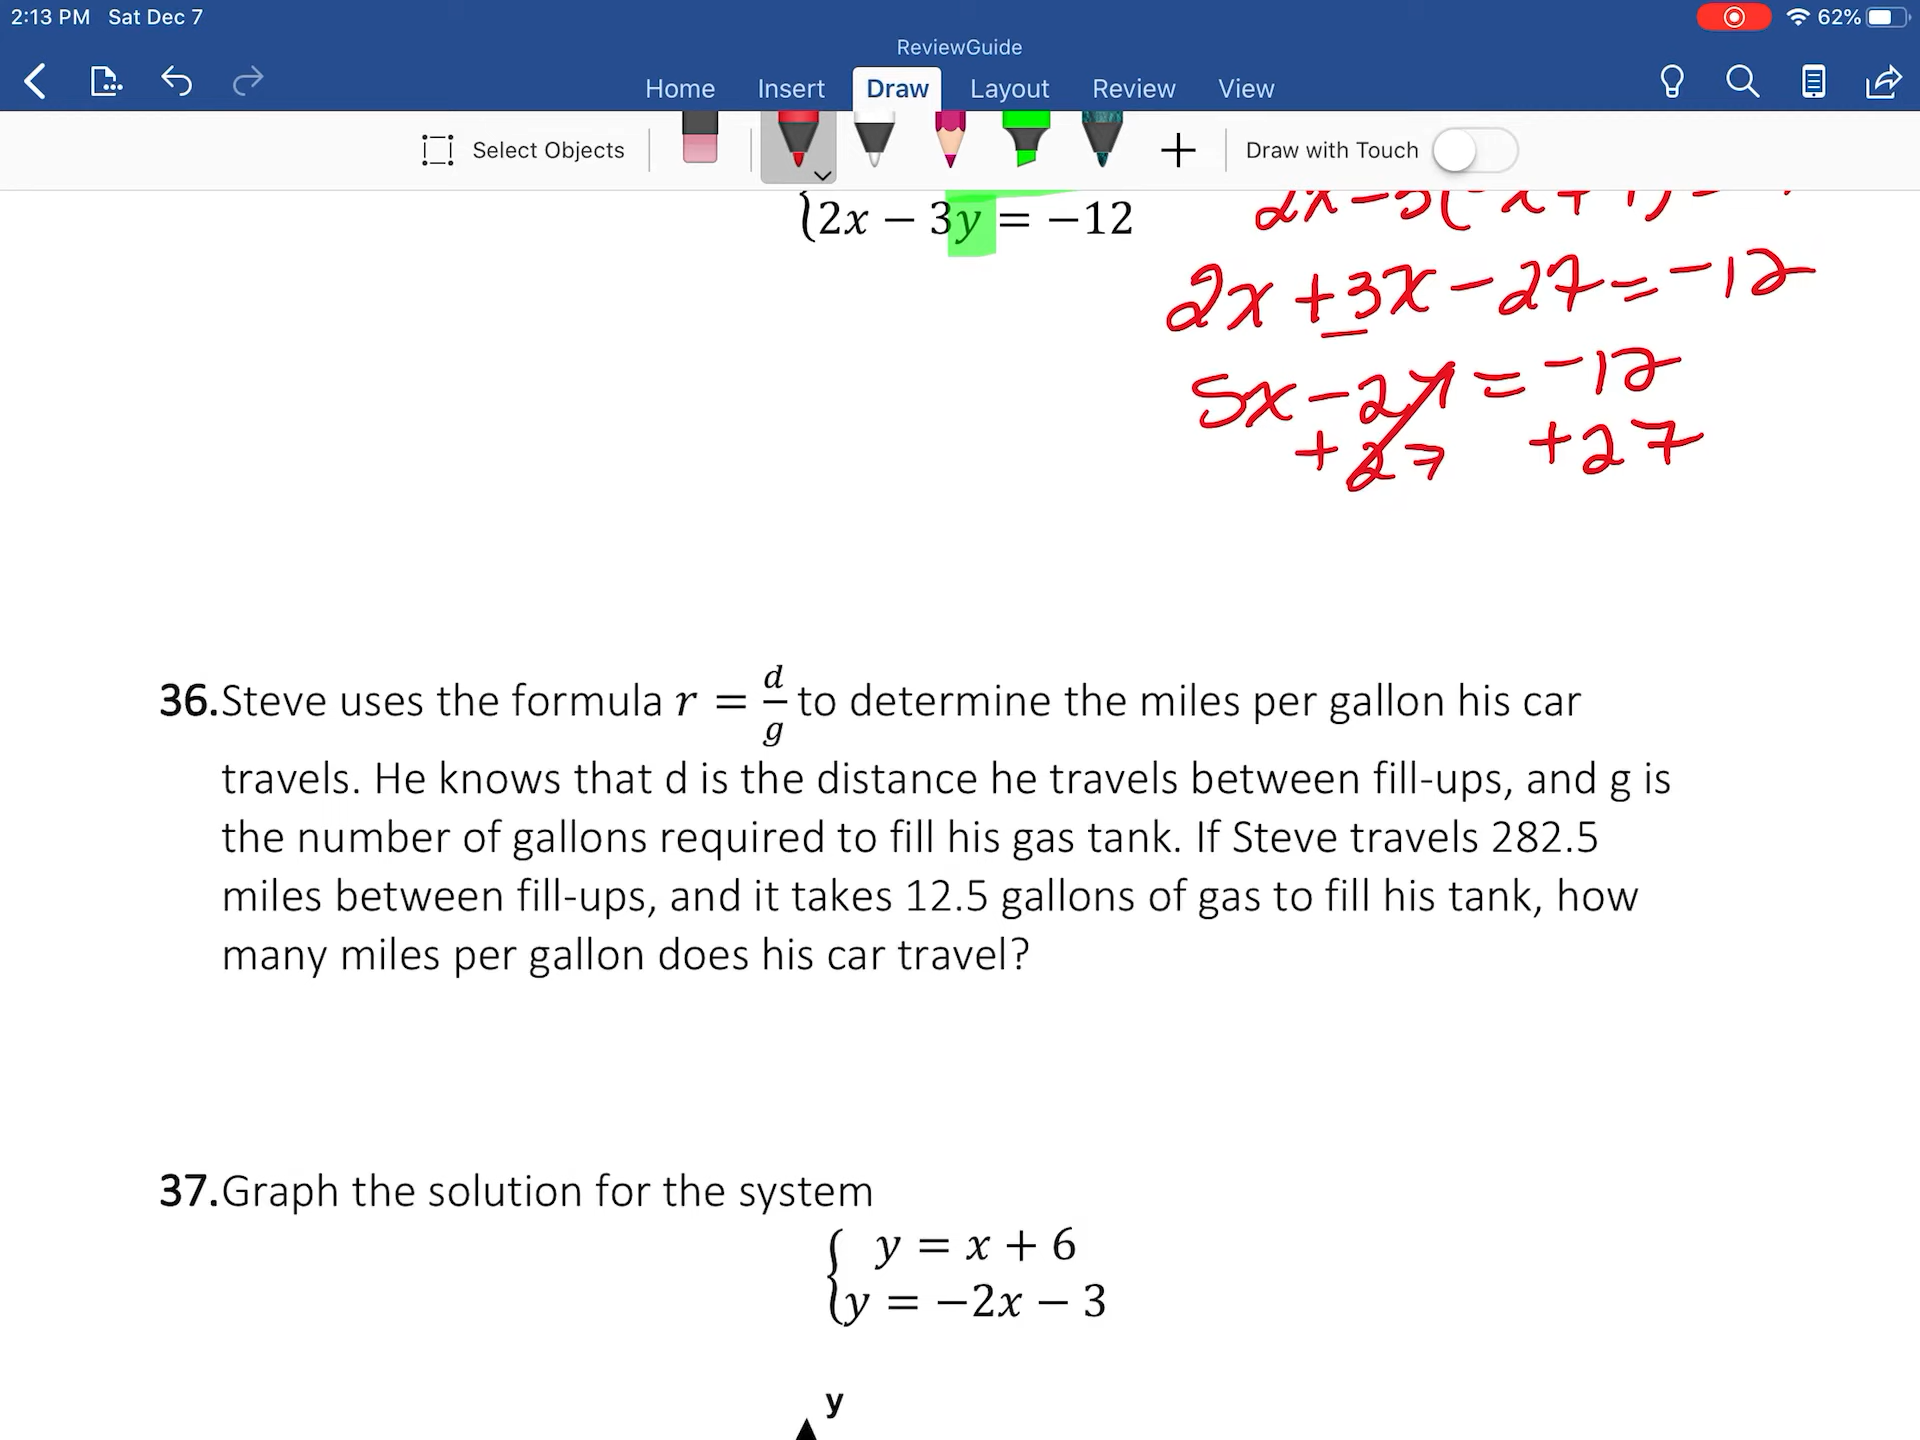 2:13 PM Sat Dec 7
62%
ReviewGuide
Home Insert Draw Layout Review View
Select Objects
Draw with Touch
2x − 3y = −12
2x + 3x − 27 = −12
5x − 27 = −12
+27 +27
36. Steve uses the formula r = d/g to determine the miles per gallon his car
travels. He knows that d is the distance he travels between fill-ups, and g is
the number of gallons required to fill his gas tank. If Steve travels 282.5
miles between fill-ups, and it takes 12.5 gallons of gas to fill his tank, how
many miles per gallon does his car travel?
37. Graph the solution for the system
y = x + 6
y = −2x − 3
y